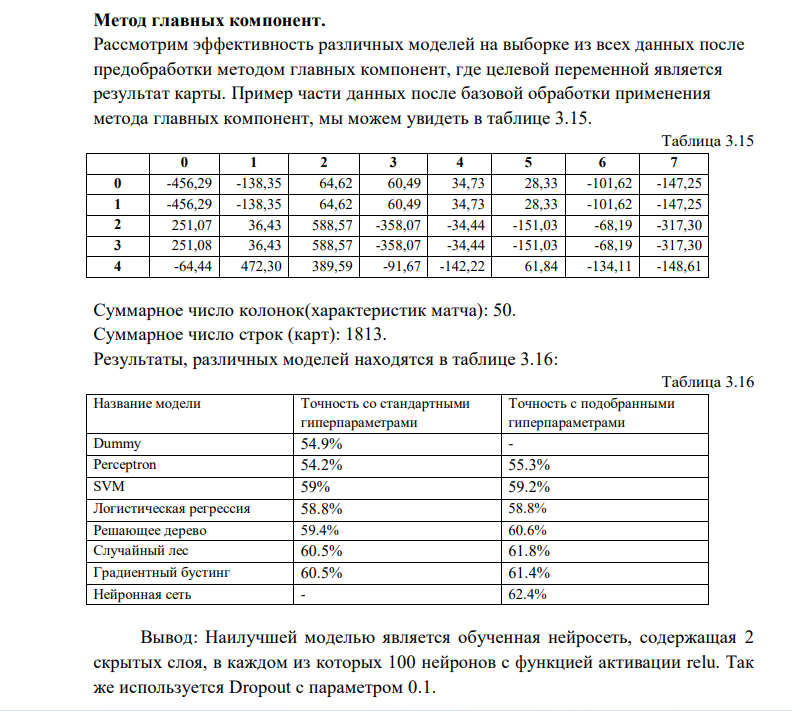 Метод главных компонент.
Рассмотрим эффективность различных моделей на выборке из всех данных после
предобработки методом главных компонент, где целевой переменной является
результат карты. Пример части данных после базовой обработки применения
метода главных компонент, мы можем увидеть в таблице 3.15.
Таблица 3.15
0 1 2 3 4 5 6 7
0 -456,29 -138,35 64,62 60,49 34,73 28,33 -101,62 -147,25
1 -456,29 -138,35 64,62 60,49 34,73 28,33 -101,62 -147,25
2 251,07 36,43 588,57 -358,07 -34,44 -151,03 -68,19 -317,30
3 251,08 36,43 588,57 -358,07 -34,44 -151,03 -68,19 -317,30
4 -64,44 472,30 389,59 -91,67 -142,22 61,84 -134,11 -148,61
Суммарное число колонок(характеристик матча): 50.
Суммарное число строк (карт): 1813.
Результаты, различных моделей находятся в таблице 3.16:
Таблица 3.16
Название модели Точность со стандартными Точность с подобранными
гиперпараметрами гиперпараметрами
Dummy 54.9% -
Perceptron 54.2% 55.3%
SVM 59% 59.2%
Логистическая регрессия 58.8% 58.8%
Решающее дерево 59.4% 60.6%
Случайный лес 60.5% 61.8%
Градиентный бустинг 60.5% 61.4%
Нейронная сеть - 62.4%
Вывод: Наилучшей моделью является обученная нейросеть, содержащая 2
скрытых слоя, в каждом из которых 100 нейронов с функцией активации relu. Так
же используется Dropout с параметром 0.1.